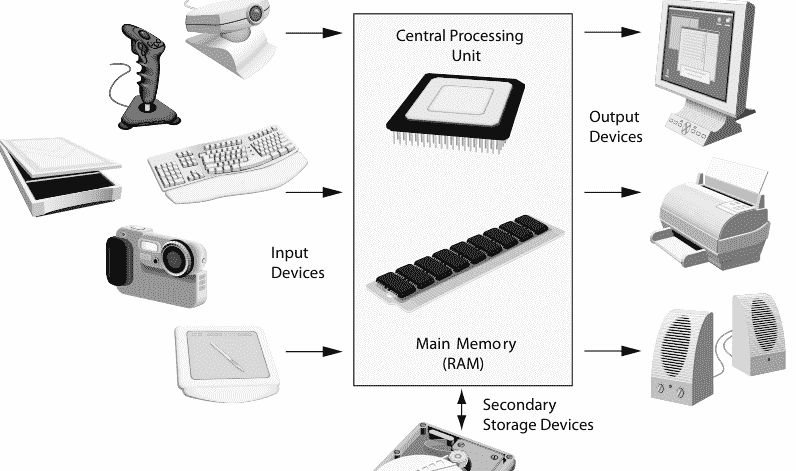 Central Processing
Unit
Output
Devices
Input
Devices
Main Memory
(RAM)
Secondary
Storage Devices